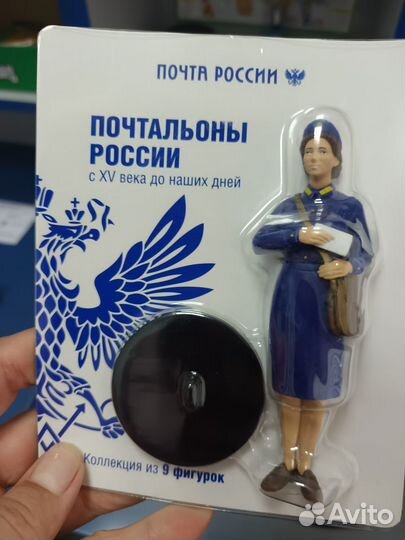 ПОЧТА РОССИИ
ПОЧТАЛЬОНЫ
РОССИИ
с XV века до наших дней
Коллекция из 9 фигурок
Avito